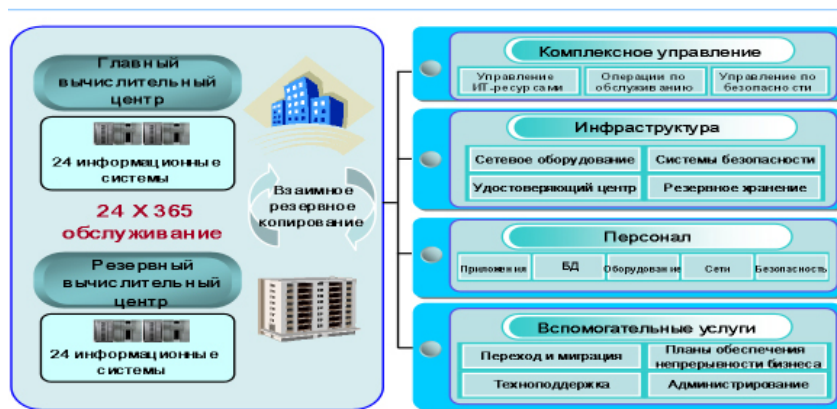 Главный
вычислительный
центр
24 информационные
системы
24 X 365
обслуживание
Взаимное
резервное
копирование
Резервный
вычислительный
центр
24 информационные
системы
Комплексное управление
Управление
ИТ-ресурсами
Операции по
обслуживанию
Управление по
безопасности
Инфраструктура
Сетевое оборудование
Системы безопасности
Удостоверяющий центр
Резервное хранение
Персонал
Приложения
БД
Оборудование
Сети
Безопасность
Вспомогательные услуги
Переход и миграция
Планы обеспечения
непрерывности бизнеса
Техноподдержка
Администрирование